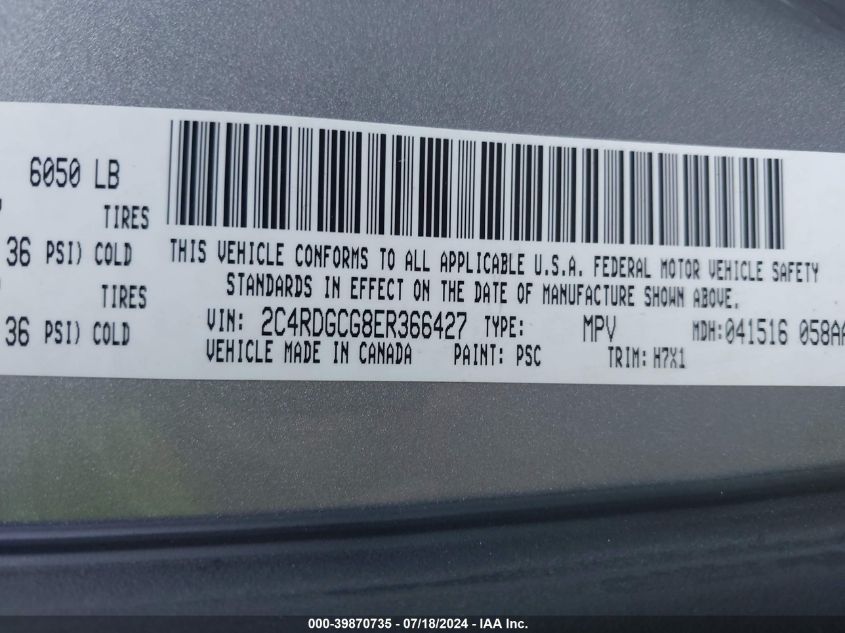 6050 LB
TIRES
36 PSI) COLD
TIRES
36 PSI) COLD
THIS VEHICLE CONFORMS TO ALL APPLICABLE U.S.A. FEDERAL MOTOR VEHICLE SAFETY
STANDARDS IN EFFECT ON THE DATE OF MANUFACTURE SHOWN ABOVE.
VIN: 2C4RDGCG8ER366427 TYPE: MPV MDH:041516 058AA
VEHICLE MADE IN CANADA PAINT: PSC TRIM: H7X1
000-39870735 - 07/18/2024 - IAA Inc.